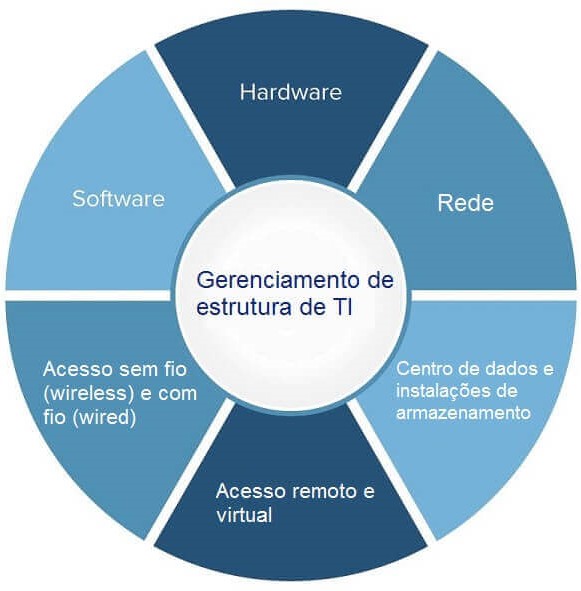 Hardware
Software
Rede
Gerenciamento de
estrutura de TI
Acesso sem fio
(wireless) e com
fio (wired)
Centro de dados e
instalações de
armazenamento
Acesso remoto e
virtual